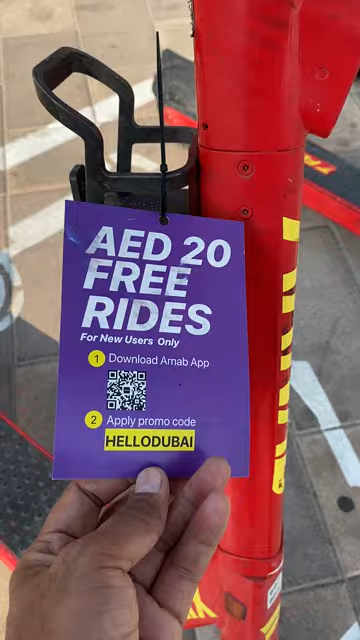 AED 20
FREE
RIDES
For New Users Only
1 Download Arnab App
2 Apply promo code
HELLODUBAI